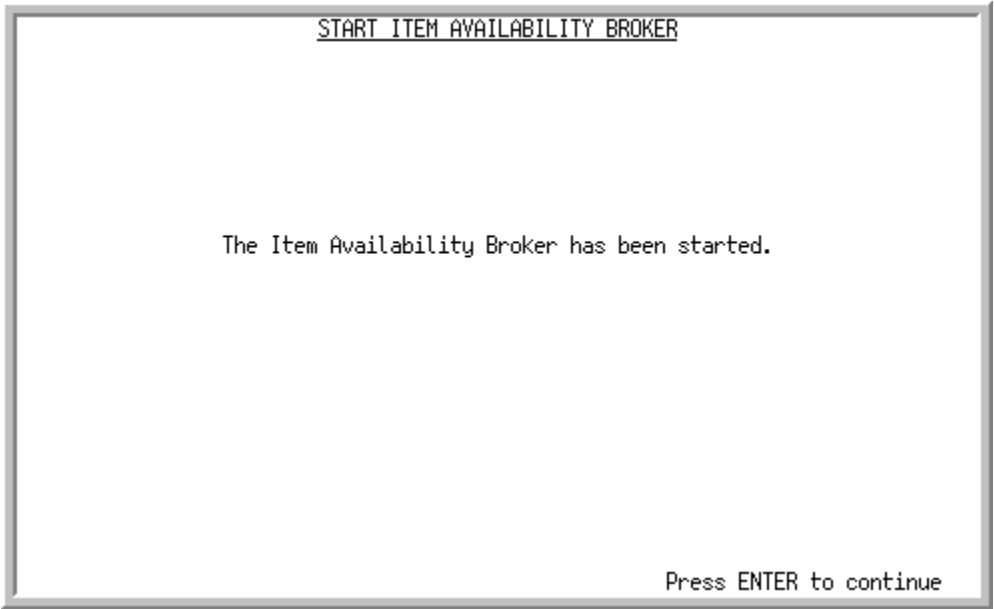 START ITEM AVAILABILITY BROKER
The Item Availability Broker has been started.
Press ENTER to continue